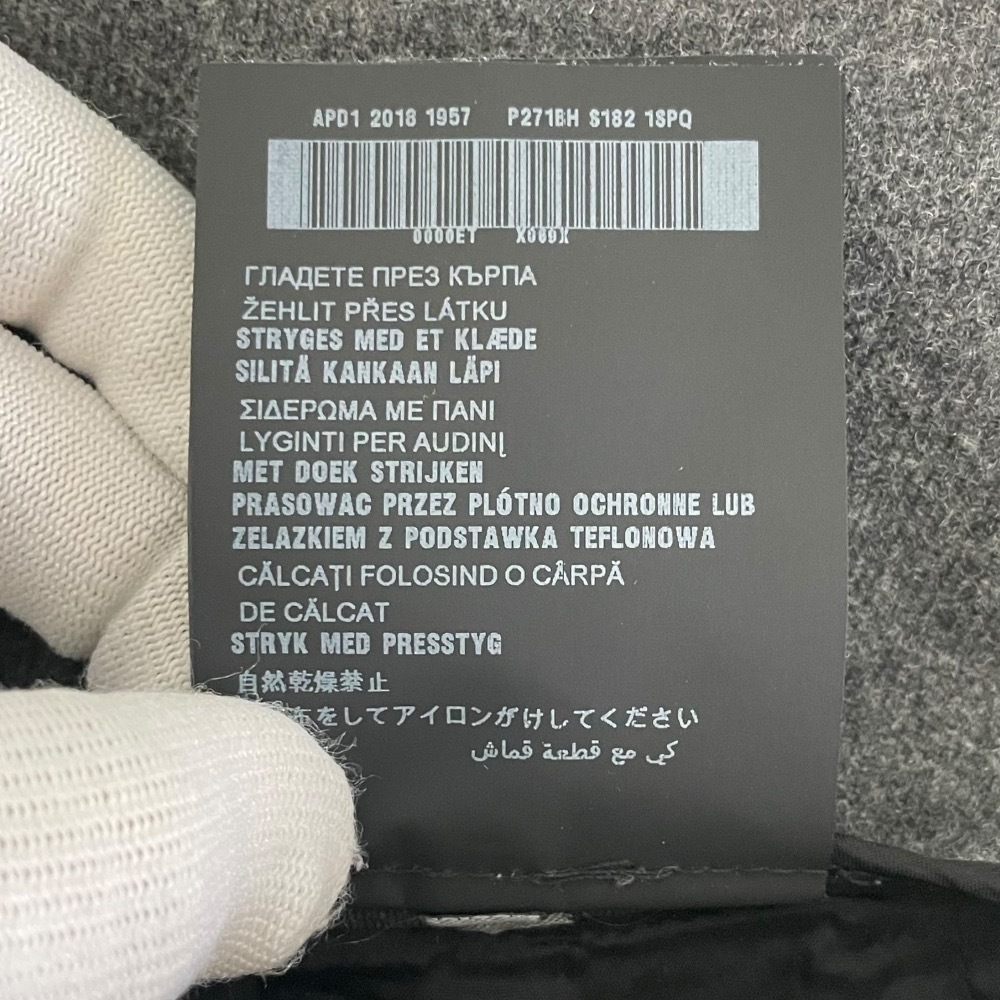 APD1 2018 1957 P271BH S182 1SPQ
0000ET X069X
ГЛАДЕТЕ ПРЕЗ КЪРПА
ŽEHLIT PŘES LÁTKU
STRYGES MED ET KLÆDE
SILITÄ KANKAAN LÄPI
ΣΙΔΕΡΩΜΑ ΜΕ ΠΑΝΙ
LYGINTI PER AUDINĮ
MET DOEK STRIJKEN
PRASOWAC PRZEZ PLÓTNO OCHRONNE LUB
ZELAZKIEM Z PODSTAWKA TEFLONOWA
CĂLCAȚI FOLOSIND O CÂRPĂ
DE CĂLCAT
STRYK MED PRESSTYG
自然乾燥禁止
布をしてアイロンがけしてください
كي مع قطعة قماش